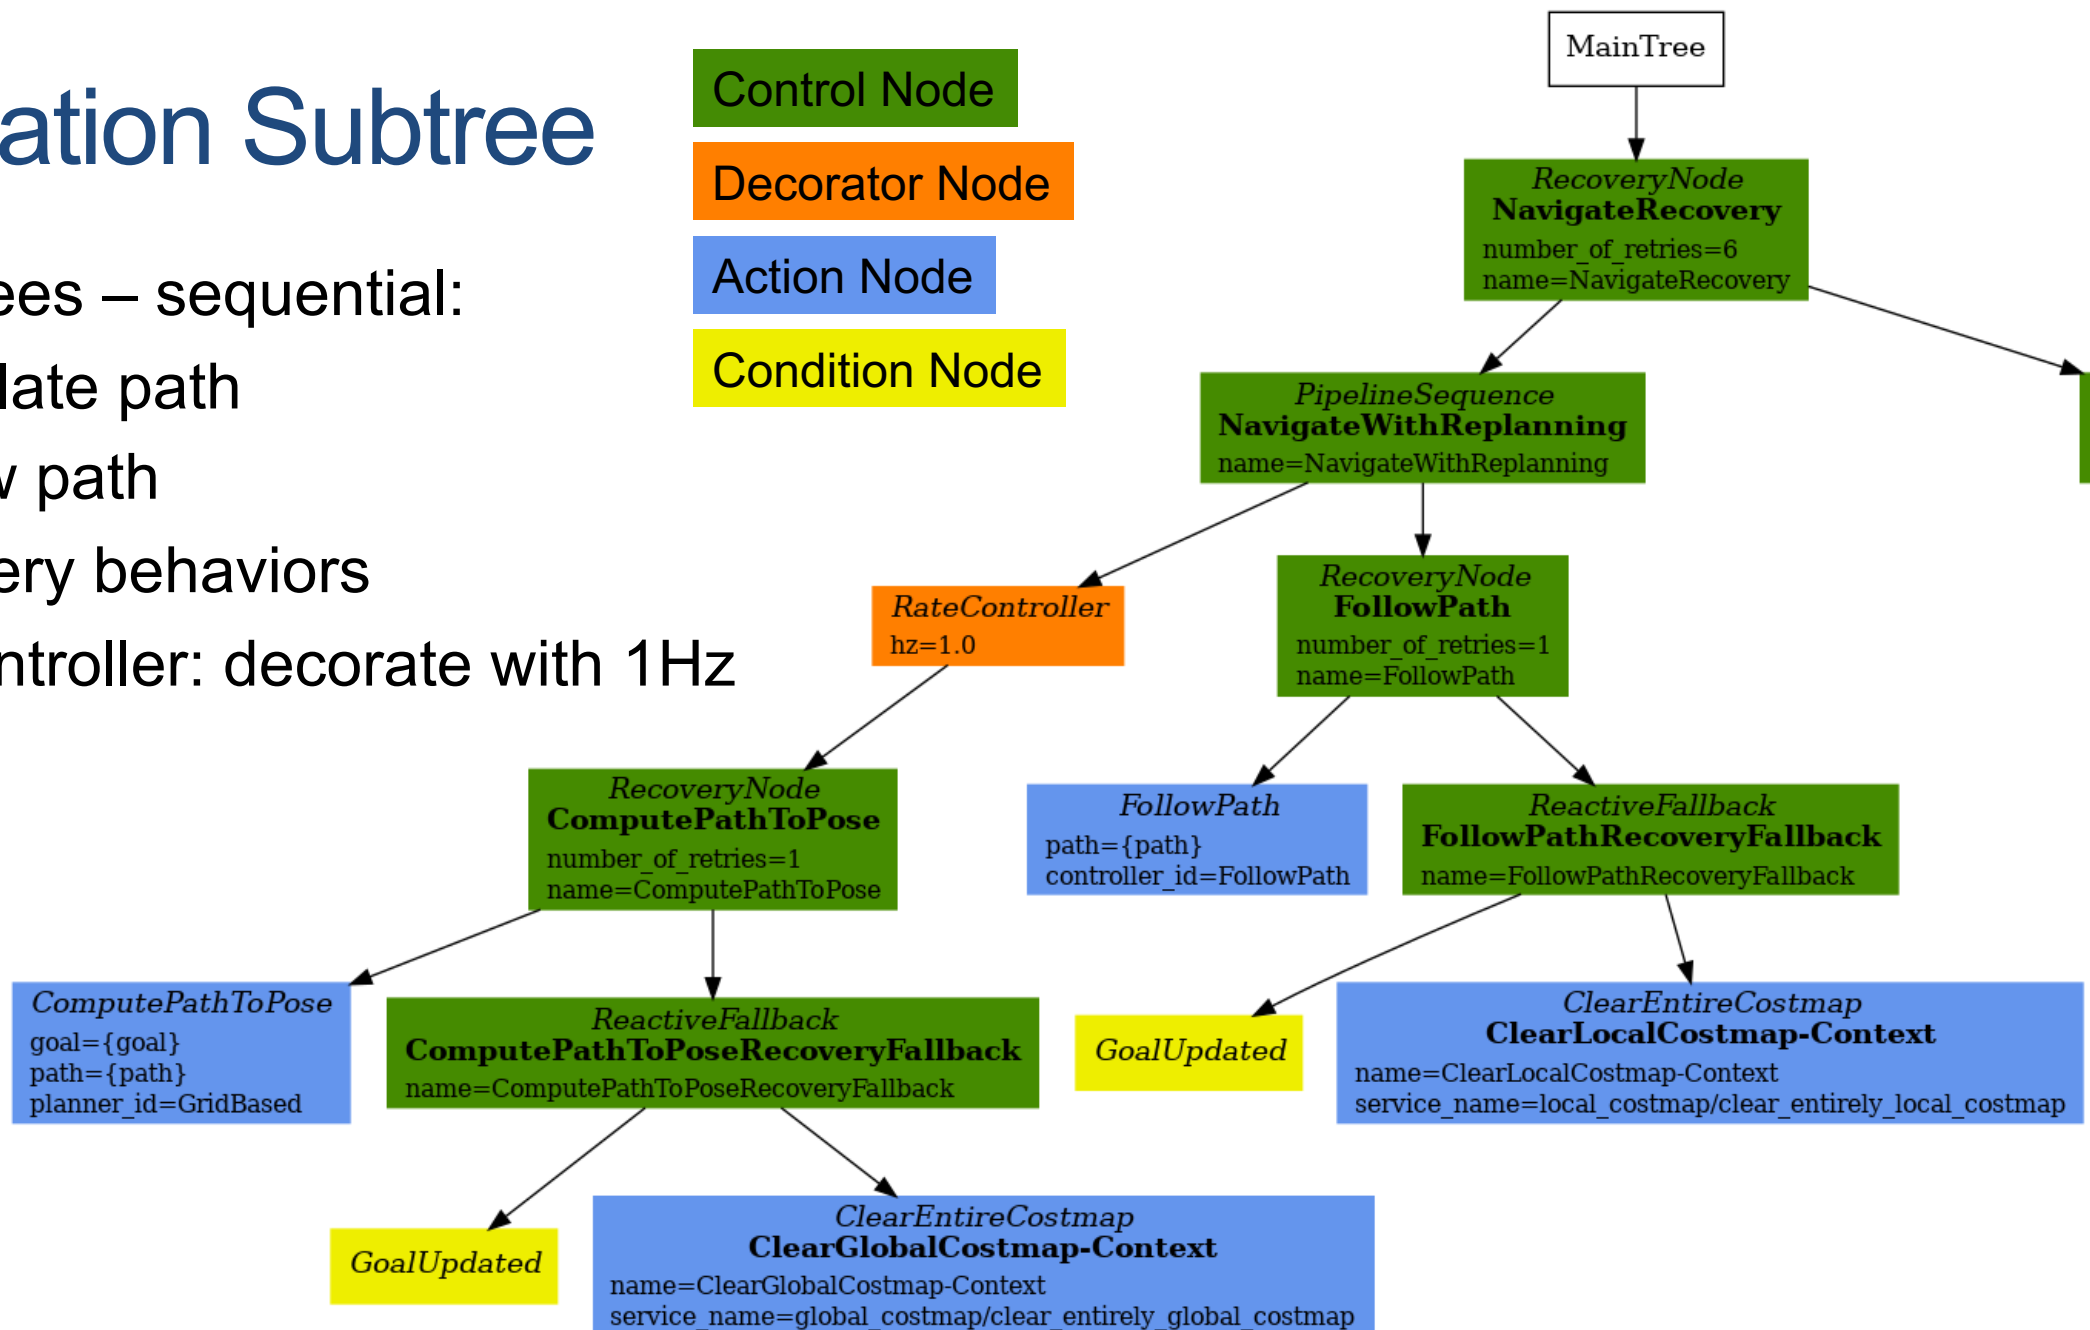 ation Subtree
ees – sequential:
late path
w path
ery behaviors
ntroller: decorate with 1Hz
Control Node
Decorator Node
Action Node
Condition Node
MainTree
RecoveryNode
NavigateRecovery
number_of_retries=6
name=NavigateRecovery
PipelineSequence
NavigateWithReplanning
name=NavigateWithReplanning
RateController
hz=1.0
RecoveryNode
FollowPath
number_of_retries=1
name=FollowPath
RecoveryNode
ComputePathToPose
number_of_retries=1
name=ComputePathToPose
FollowPath
path={path}
controller_id=FollowPath
ReactiveFallback
FollowPathRecoveryFallback
name=FollowPathRecoveryFallback
ComputePathToPose
goal={goal}
path={path}
planner_id=GridBased
ReactiveFallback
ComputePathToPoseRecoveryFallback
name=ComputePathToPoseRecoveryFallback
GoalUpdated
ClearEntireCostmap
ClearLocalCostmap-Context
name=ClearLocalCostmap-Context
service_name=local_costmap/clear_entirely_local_costmap
GoalUpdated
ClearEntireCostmap
ClearGlobalCostmap-Context
name=ClearGlobalCostmap-Context
service_name=global_costmap/clear_entirely_global_costmap